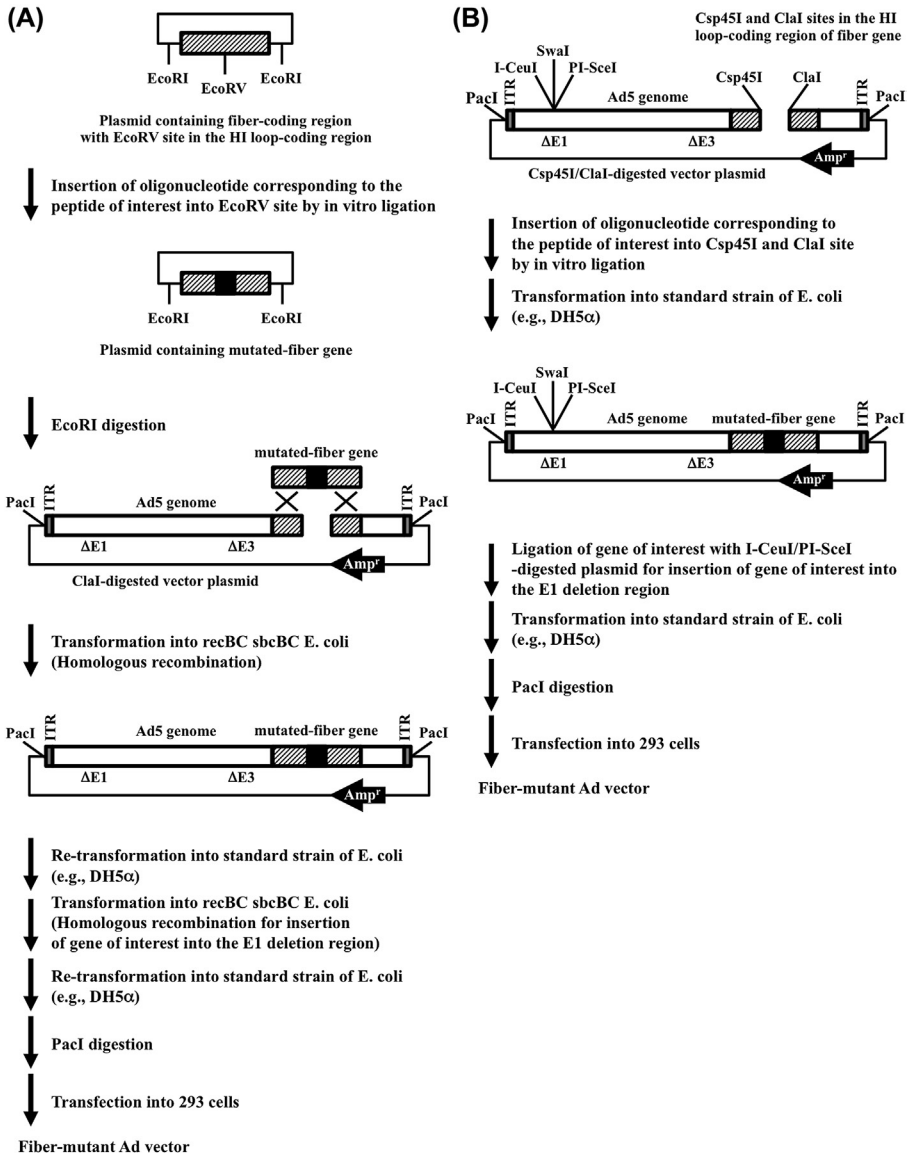 (A)
EcoRI
EcoRV
EcoRI
Plasmid containing fiber-coding region
with EcoRV site in the HI loop-coding region
Insertion of oligonucleotide corresponding to the
peptide of interest into EcoRV site by in vitro ligation
EcoRI
EcoRI
Plasmid containing mutated-fiber gene
EcoRI digestion
mutated-fiber gene
PacI
ITR
Ad5 genome
ITR
PacI
ΔE1
ΔE3
Ampʳ
ClaI-digested vector plasmid
Transformation into recBC sbcBC E. coli
(Homologous recombination)
PacI
ITR
Ad5 genome
mutated-fiber gene
ITR
PacI
ΔE1
ΔE3
Ampʳ
Re-transformation into standard strain of E. coli
(e.g., DH5α)
Transformation into recBC sbcBC E. coli
(Homologous recombination for insertion
of gene of interest into the E1 deletion region)
Re-transformation into standard strain of E. coli
(e.g., DH5α)
PacI digestion
Transfection into 293 cells
Fiber-mutant Ad vector
(B)
Csp45I and ClaI sites in the HI
loop-coding region of fiber gene
SwaI
I-CeuI
PI-SceI
Csp45I
ClaI
PacI
ITR
Ad5 genome
ITR
PacI
ΔE1
ΔE3
Ampʳ
Csp45I/ClaI-digested vector plasmid
Insertion of oligonucleotide corresponding to
the peptide of interest into Csp45I and ClaI site
by in vitro ligation
Transformation into standard strain of E. coli
(e.g., DH5α)
SwaI
I-CeuI
PI-SceI
PacI
ITR
Ad5 genome
mutated-fiber gene
ITR
PacI
ΔE1
ΔE3
Ampʳ
Ligation of gene of interest with I-CeuI/PI-SceI
-digested plasmid for insertion of gene of interest into
the E1 deletion region
Transformation into standard strain of E. coli
(e.g., DH5α)
PacI digestion
Transfection into 293 cells
Fiber-mutant Ad vector